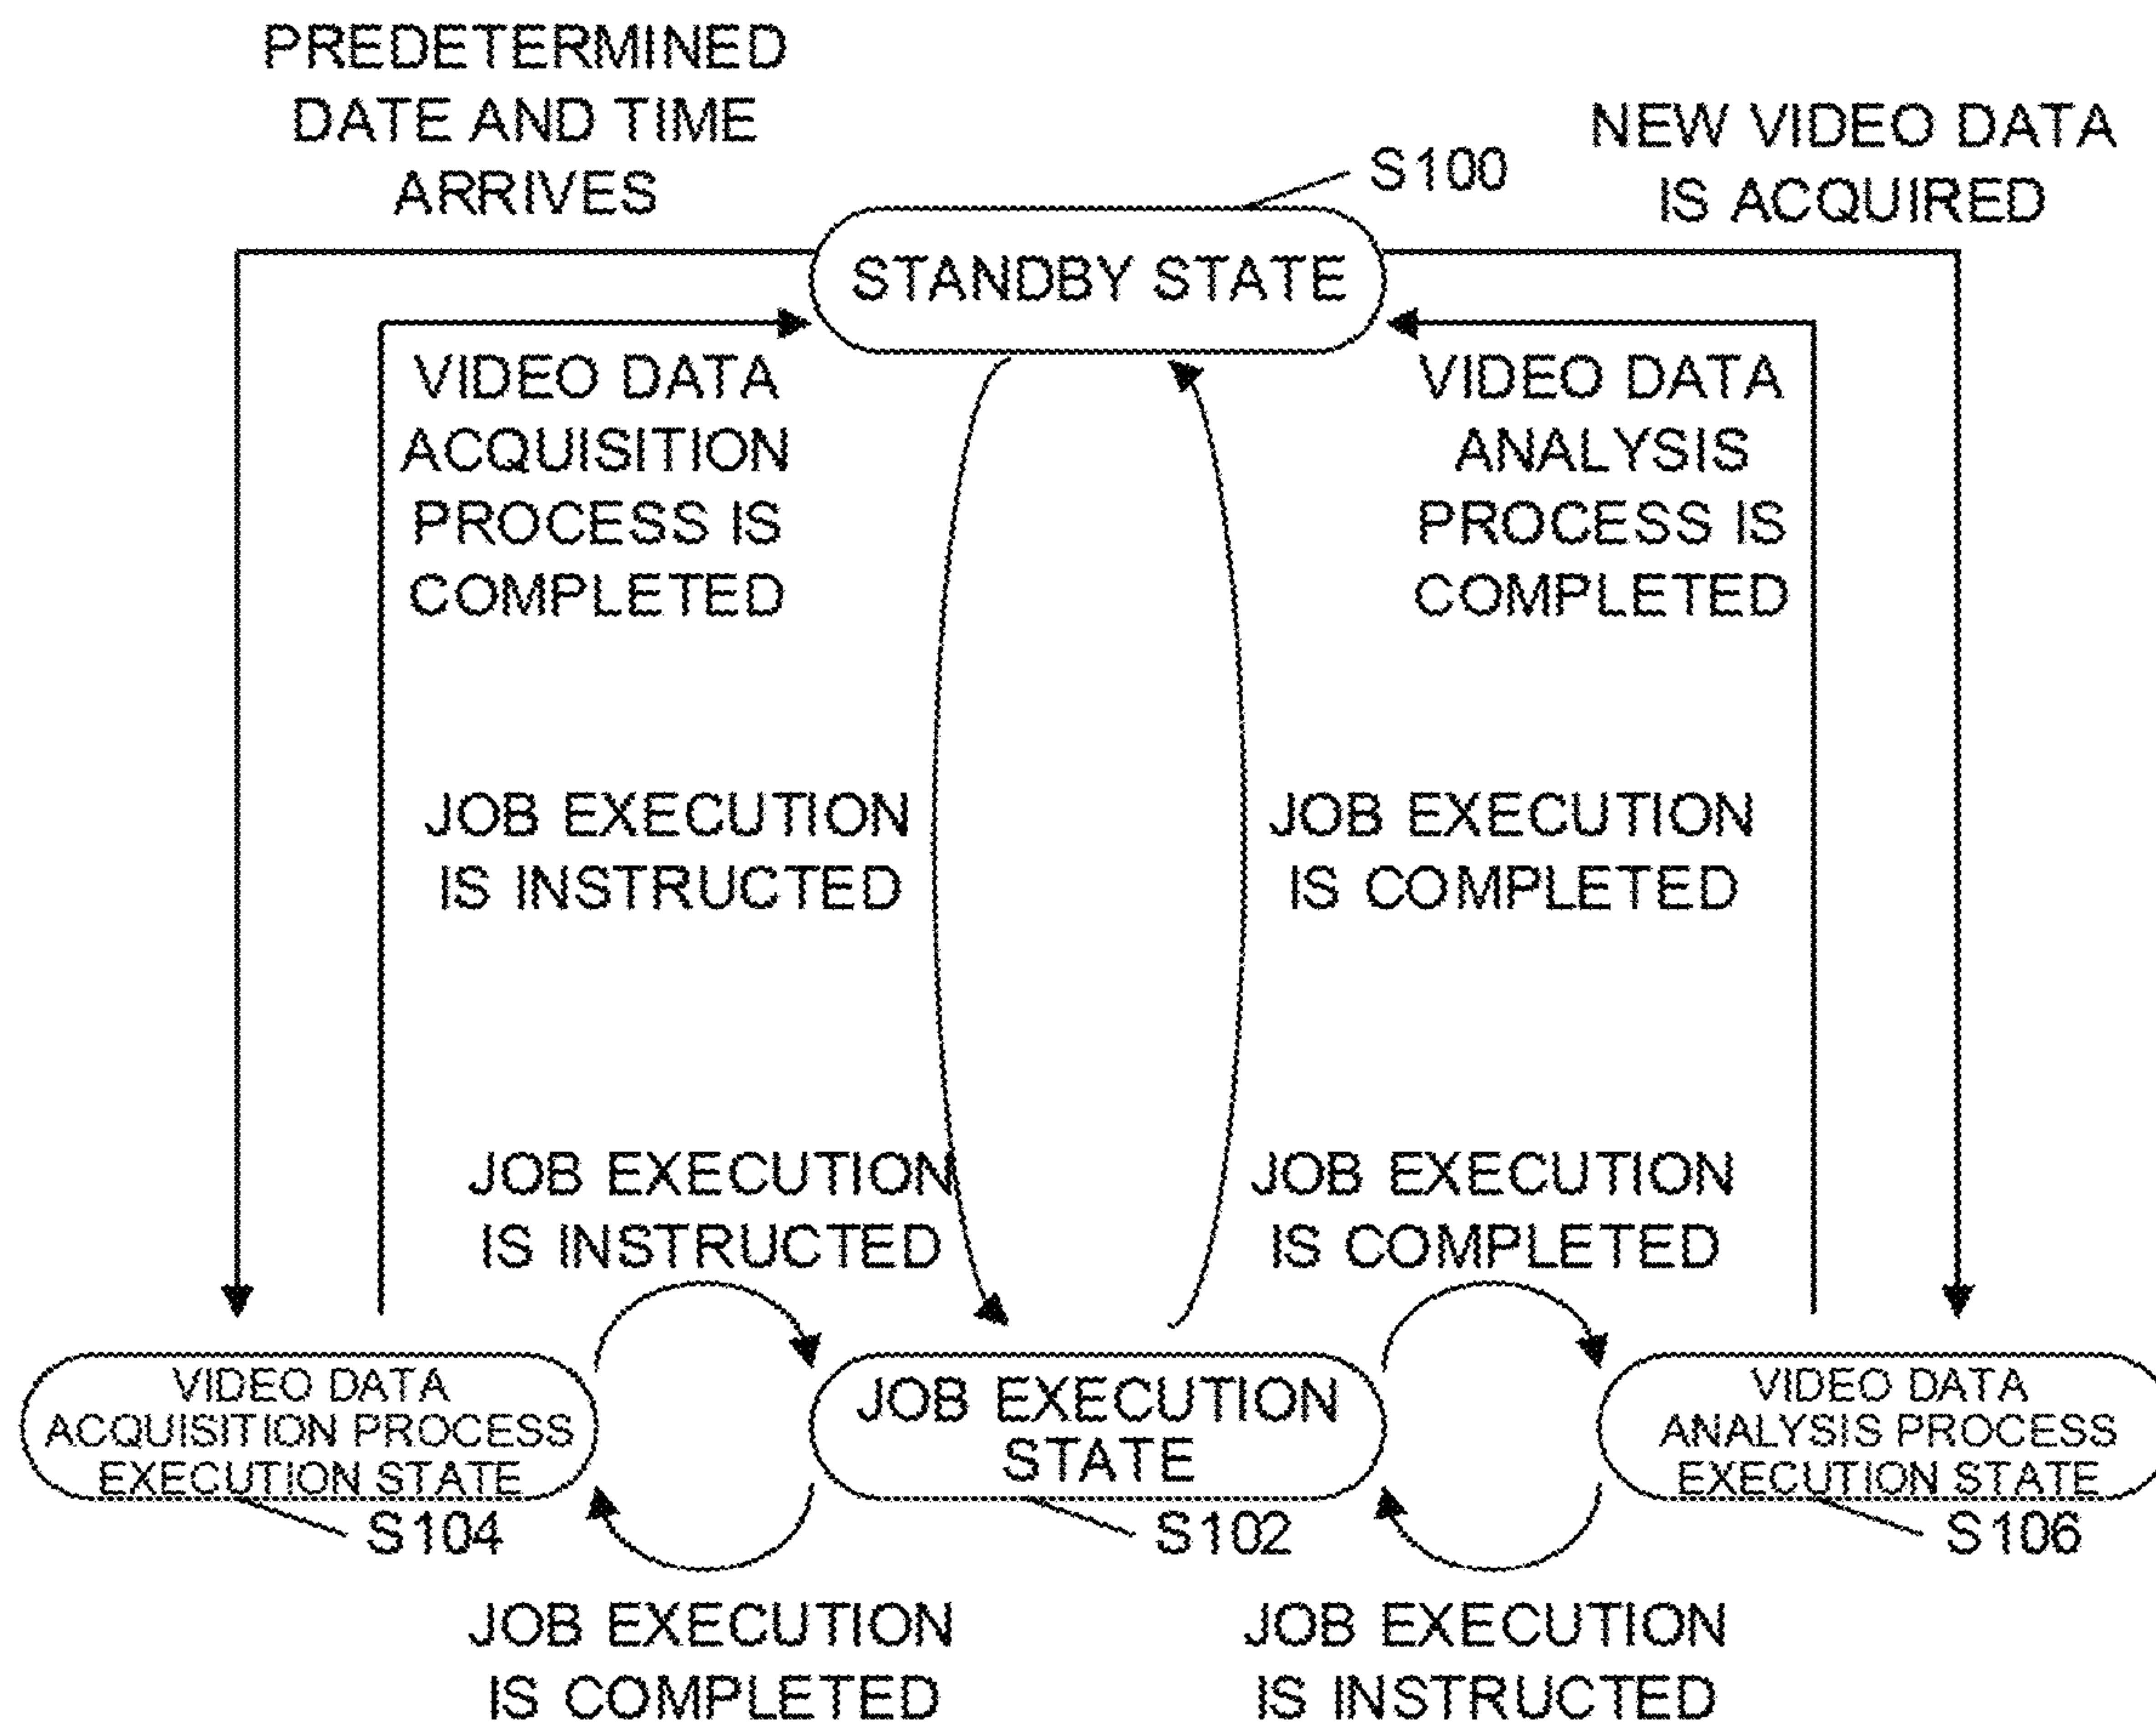 PREDETERMINED
DATE AND TIME
ARRIVES
NEW VIDEO DATA
IS ACQUIRED
S100
STANDBY STATE
VIDEO DATA
ACQUISITION
PROCESS IS
COMPLETED
VIDEO DATA
ANALYSIS
PROCESS IS
COMPLETED
JOB EXECUTION
IS INSTRUCTED
JOB EXECUTION
IS COMPLETED
JOB EXECUTION
IS INSTRUCTED
JOB EXECUTION
IS COMPLETED
VIDEO DATA
ACQUISITION PROCESS
EXECUTION STATE
S104
JOB EXECUTION
STATE
S102
VIDEO DATA
ANALYSIS PROCESS
EXECUTION STATE
S106
JOB EXECUTION
IS COMPLETED
JOB EXECUTION
IS INSTRUCTED